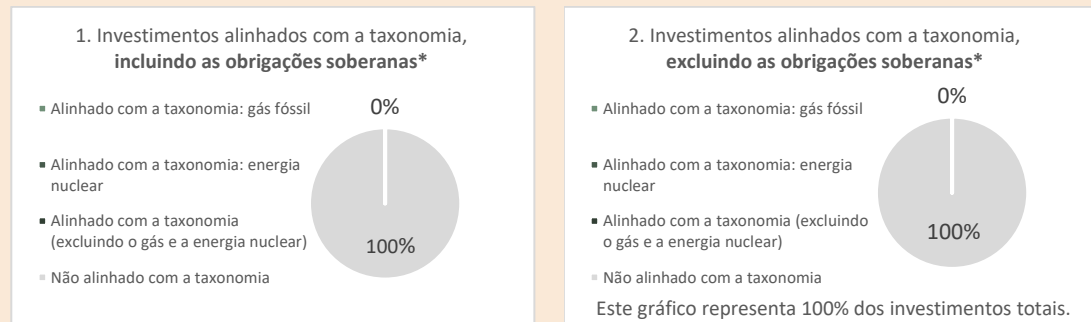 1. Investimentos alinhados com a taxonomia,
incluindo as obrigações soberanas*
▪ Alinhado com a taxonomia: gás fóssil
▪ Alinhado com a taxonomia: energia
nuclear
▪ Alinhado com a taxonomia
(excluindo o gás e a energia nuclear)
▪ Não alinhado com a taxonomia
0%
100%
2. Investimentos alinhados com a taxonomia,
excluindo as obrigações soberanas*
▪ Alinhado com a taxonomia: gás fóssil
▪ Alinhado com a taxonomia: energia
nuclear
▪ Alinhado com a taxonomia (excluindo
o gás e a energia nuclear)
▪ Não alinhado com a taxonomia
0%
100%
Este gráfico representa 100% dos investimentos totais.